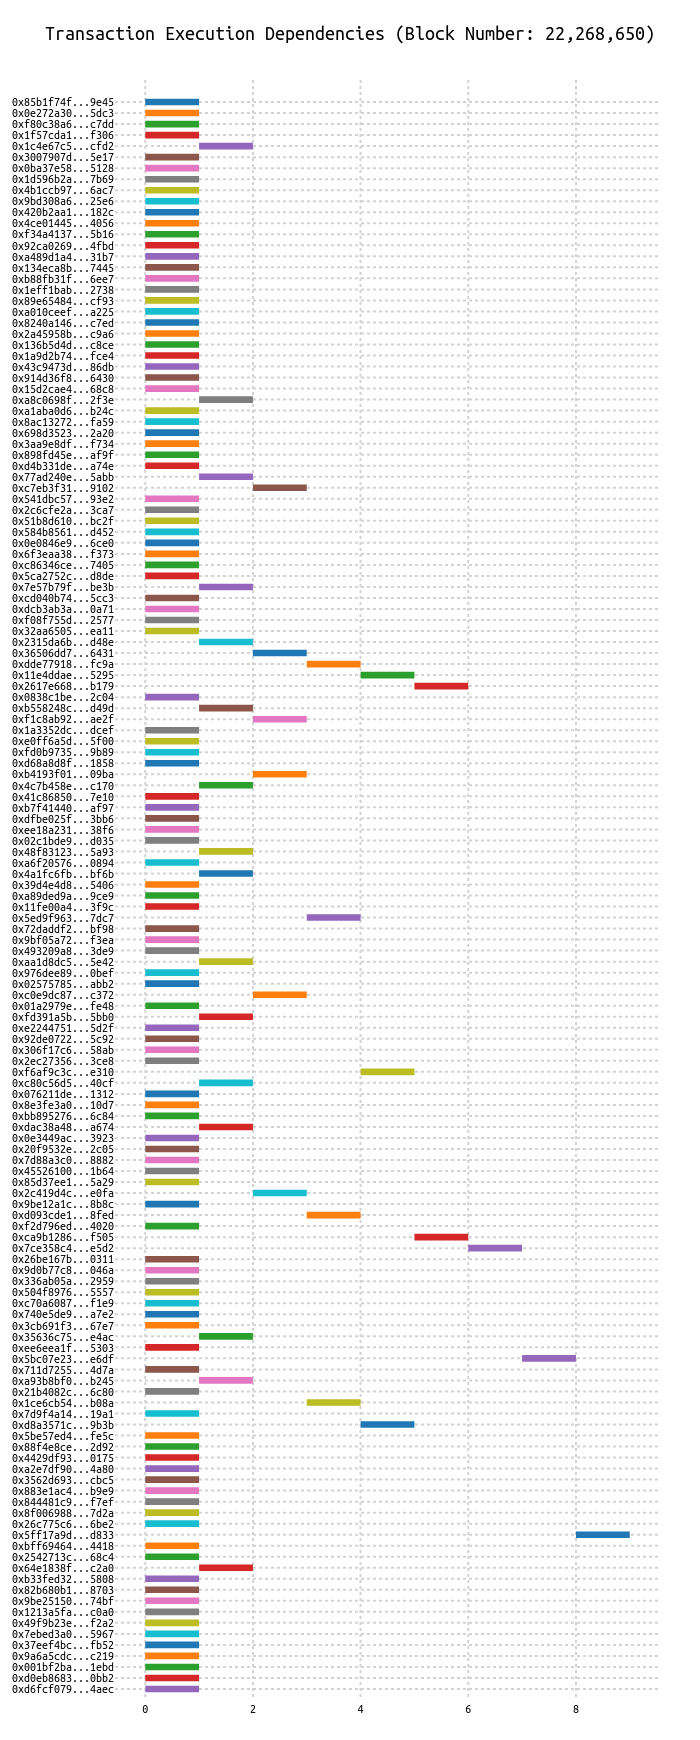 Transaction Execution Dependencies (Block Number: 22,268,650)
0x85b1f74f...9e45
0x0e272a30...5dc3
0xf80c38a6...c7dd
0x1f57cda1...f306
0x1c4e67c5...cfd2
0x3007907d...5e17
0x0ba37e58...5128
0x1d596b2a...7b69
0x4b1ccb97...6ac7
0x9bd308a6...25e6
0x420b2aa1...182c
0x4ce01445...4056
0xf34a4137...5b16
0x92ca0269...4fbd
0xa489d1a4...31b7
0x134eca8b...7445
0xb88fb31f...6ee7
0x1eff1bab...2738
0x89e65484...cf93
0xa010ceef...a225
0x8240a146...c7ed
0x2a45958b...c9a6
0x136b5d4d...c8ce
0x1a9d2b74...fce4
0x43c9473d...86db
0x914d36f8...6430
0x15d2cae4...68c8
0xa8c0698f...2f3e
0xa1aba0d6...b24c
0x8ac13272...fa59
0x698d3523...2a20
0x3aa9e8df...f734
0x898fd45e...af9f
0xd4b331de...a74e
0x77ad240e...5abb
0xc7eb3f31...9102
0x541dbc57...93e2
0x2c6cfe2a...3ca7
0x51b8d610...bc2f
0x584b8561...d452
0x0e0846e9...6ce0
0x6f3eaa38...f373
0xc86346ce...7405
0x5ca2752c...d8de
0x7e57b79f...be3b
0xcd040b74...5cc3
0xdcb3ab3a...0a71
0xf08f755d...2577
0x32aa6505...ea11
0x2315da6b...d48e
0x36506dd7...6431
0xdde77918...fc9a
0x11e4ddae...5295
0x2617e668...b179
0x0838c1be...2c04
0xb558248c...d49d
0xf1c8ab92...ae2f
0x1a3352dc...dcef
0xe0ff6a5d...5f00
0xfd0b9735...9b89
0xd68a8d8f...1858
0xb4193f01...09ba
0x4c7b458e...c170
0x41c86850...7e10
0xb7f41440...af97
0xdfbe025f...3bb6
0xee18a231...38f6
0x02c1bde9...d035
0x48f83123...5a93
0xa6f20576...0894
0x4a1fc6fb...bf6b
0x39d4e4d8...5406
0xa89ded9a...9ce9
0x11fe00a4...3f9c
0x5ed9f963...7dc7
0x72daddf2...bf98
0x9bf05a72...f3ea
0x493209a8...3de9
0xaa1d8dc5...5e42
0x976dee89...0bef
0x02575785...abb2
0xc0e9dc87...c372
0x01a2979e...fe48
0xfd391a5b...5bb0
0xe2244751...5d2f
0x92de0722...5c92
0x306f17c6...58ab
0x2ec27356...3ce8
0xf6af9c3c...e310
0xc80c56d5...40cf
0x076211de...1312
0x8e3fe3a0...10d7
0xbb895276...6c84
0xdac38a48...a674
0x0e3449ac...3923
0x20f9532e...2c05
0x7d88a3c0...8882
0x45526100...1b64
0x85d37ee1...5a29
0x2c419d4c...e0fa
0x9be12a1c...8b8c
0xd093cde1...8fed
0xf2d796ed...4020
0xca9b1286...f505
0x7ce358c4...e5d2
0x26be167b...0311
0x9d0b77c8...046a
0x336ab05a...2959
0x504f8976...5557
0xc70a6087...f1e9
0x740e5de9...a7e2
0x3cb691f3...67e7
0x35636c75...e4ac
0xee6eea1f...5303
0x5bc07e23...e6df
0x711d7255...4d7a
0xa93b8bf0...b245
0x21b4082c...6c80
0x1ce6cb54...b08a
0x7d9f4a14...19a1
0xd8a3571c...9b3b
0x5be57ed4...fe5c
0x88f4e8ce...2d92
0x4429df93...0175
0xa2e7df90...4a80
0x3562d693...cbc5
0x883e1ac4...b9e9
0x844481c9...f7ef
0x8f006988...7d2a
0x26c775c6...6be2
0x5ff17a9d...d833
0xbff69464...4418
0x2542713c...68c4
0x64e1838f...c2a0
0xb33fed32...5808
0x82b680b1...8703
0x9be25150...74bf
0x1213a5fa...c0a0
0x49f9b23e...f2a2
0x7ebed3a0...5967
0x37eef4bc...fb52
0x9a6a5cdc...c219
0x001bf2ba...1ebd
0xd0eb8683...0bb2
0xd6fcf079...4aec
0 2 4 6 8